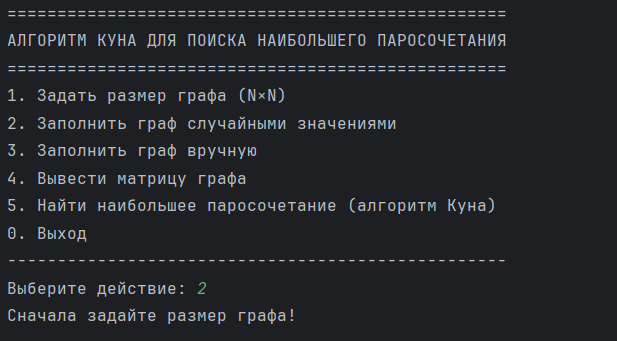 ==================================================
АЛГОРИТМ КУНА ДЛЯ ПОИСКА НАИБОЛЬШЕГО ПАРОСОЧЕТАНИЯ
==================================================
1. Задать размер графа (N×N)
2. Заполнить граф случайными значениями
3. Заполнить граф вручную
4. Вывести матрицу графа
5. Найти наибольшее паросочетание (алгоритм Куна)
0. Выход
--------------------------------------------------
Выберите действие: 2
Сначала задайте размер графа!